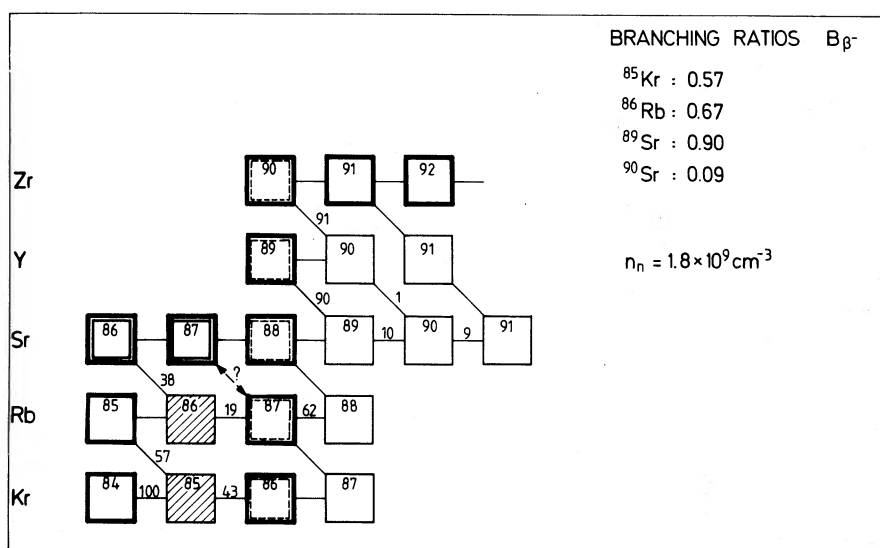 BRANCHING RATIOS Bβ-
85Kr : 0.57
86Rb : 0.67
89Sr : 0.90
90Sr : 0.09
nn = 1.8×10⁹cm⁻³
Zr 90 91 92
91
Y 89 90 91
90 1
Sr 86 87 88 89 10 90 9 91
38 ?
Rb 85 86 19 87 62 88
57
Kr 84 100 85 43 86 87